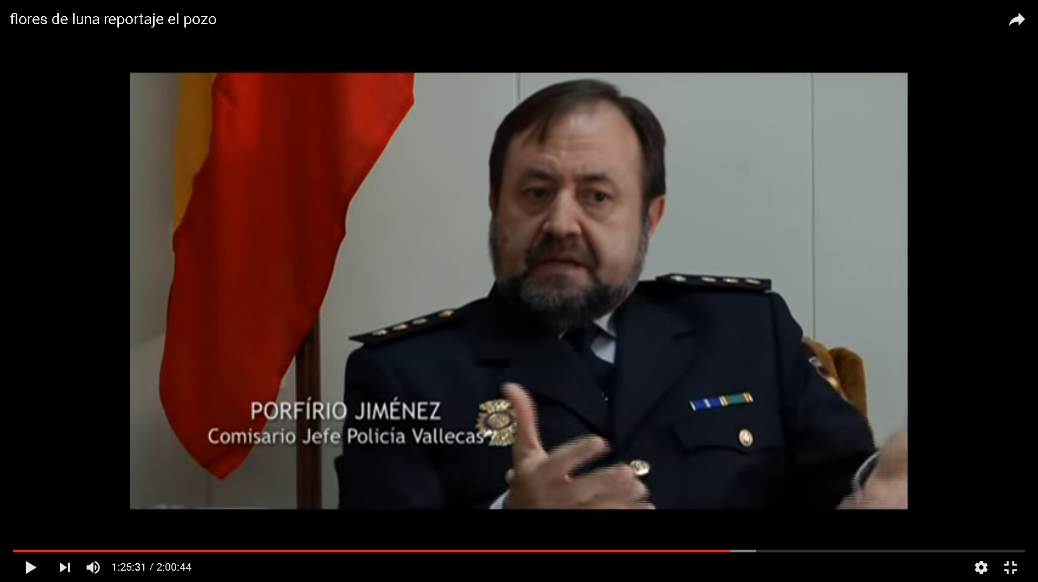 flores de luna reportaje el pozo
PORFÍRIO JIMÉNEZ
Comisario Jefe Policía Vallecas
1:25:31 / 2:00:44